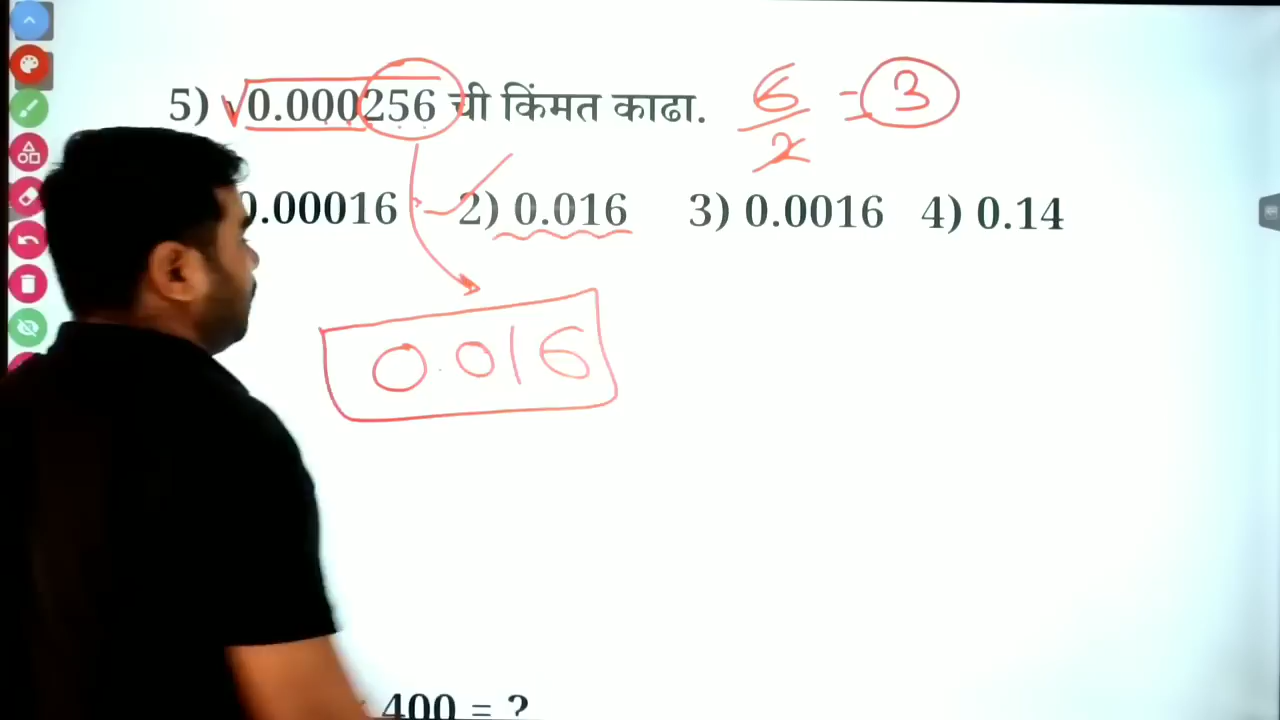 5) √0.000256 ची किंमत काढा. 6/2 = 3
0.00016 2) 0.016 3) 0.0016 4) 0.14
0.016
400 = ?